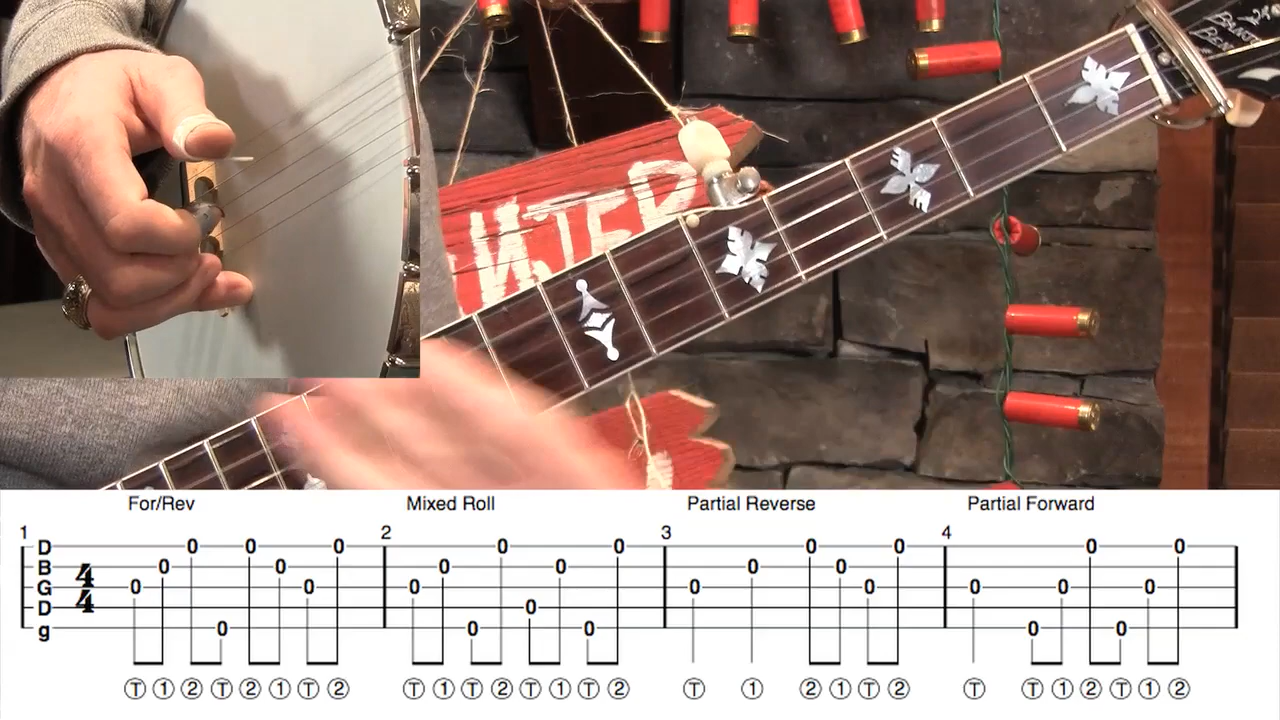 For/Rev Mixed Roll Partial Reverse Partial Forward
1 2 3 4
D 0 0 0 0 0 0 0 0 0
B 0 0 0 0 0 0
G 4 0 0 0 0 0 0 0 0
D 4 0
g 0 0 0 0 0
T 1 2 T 2 1 T 2 T 1 T 2 T 1 T 2 T 1 2 1 T 2 T T 1 2 T 1 2